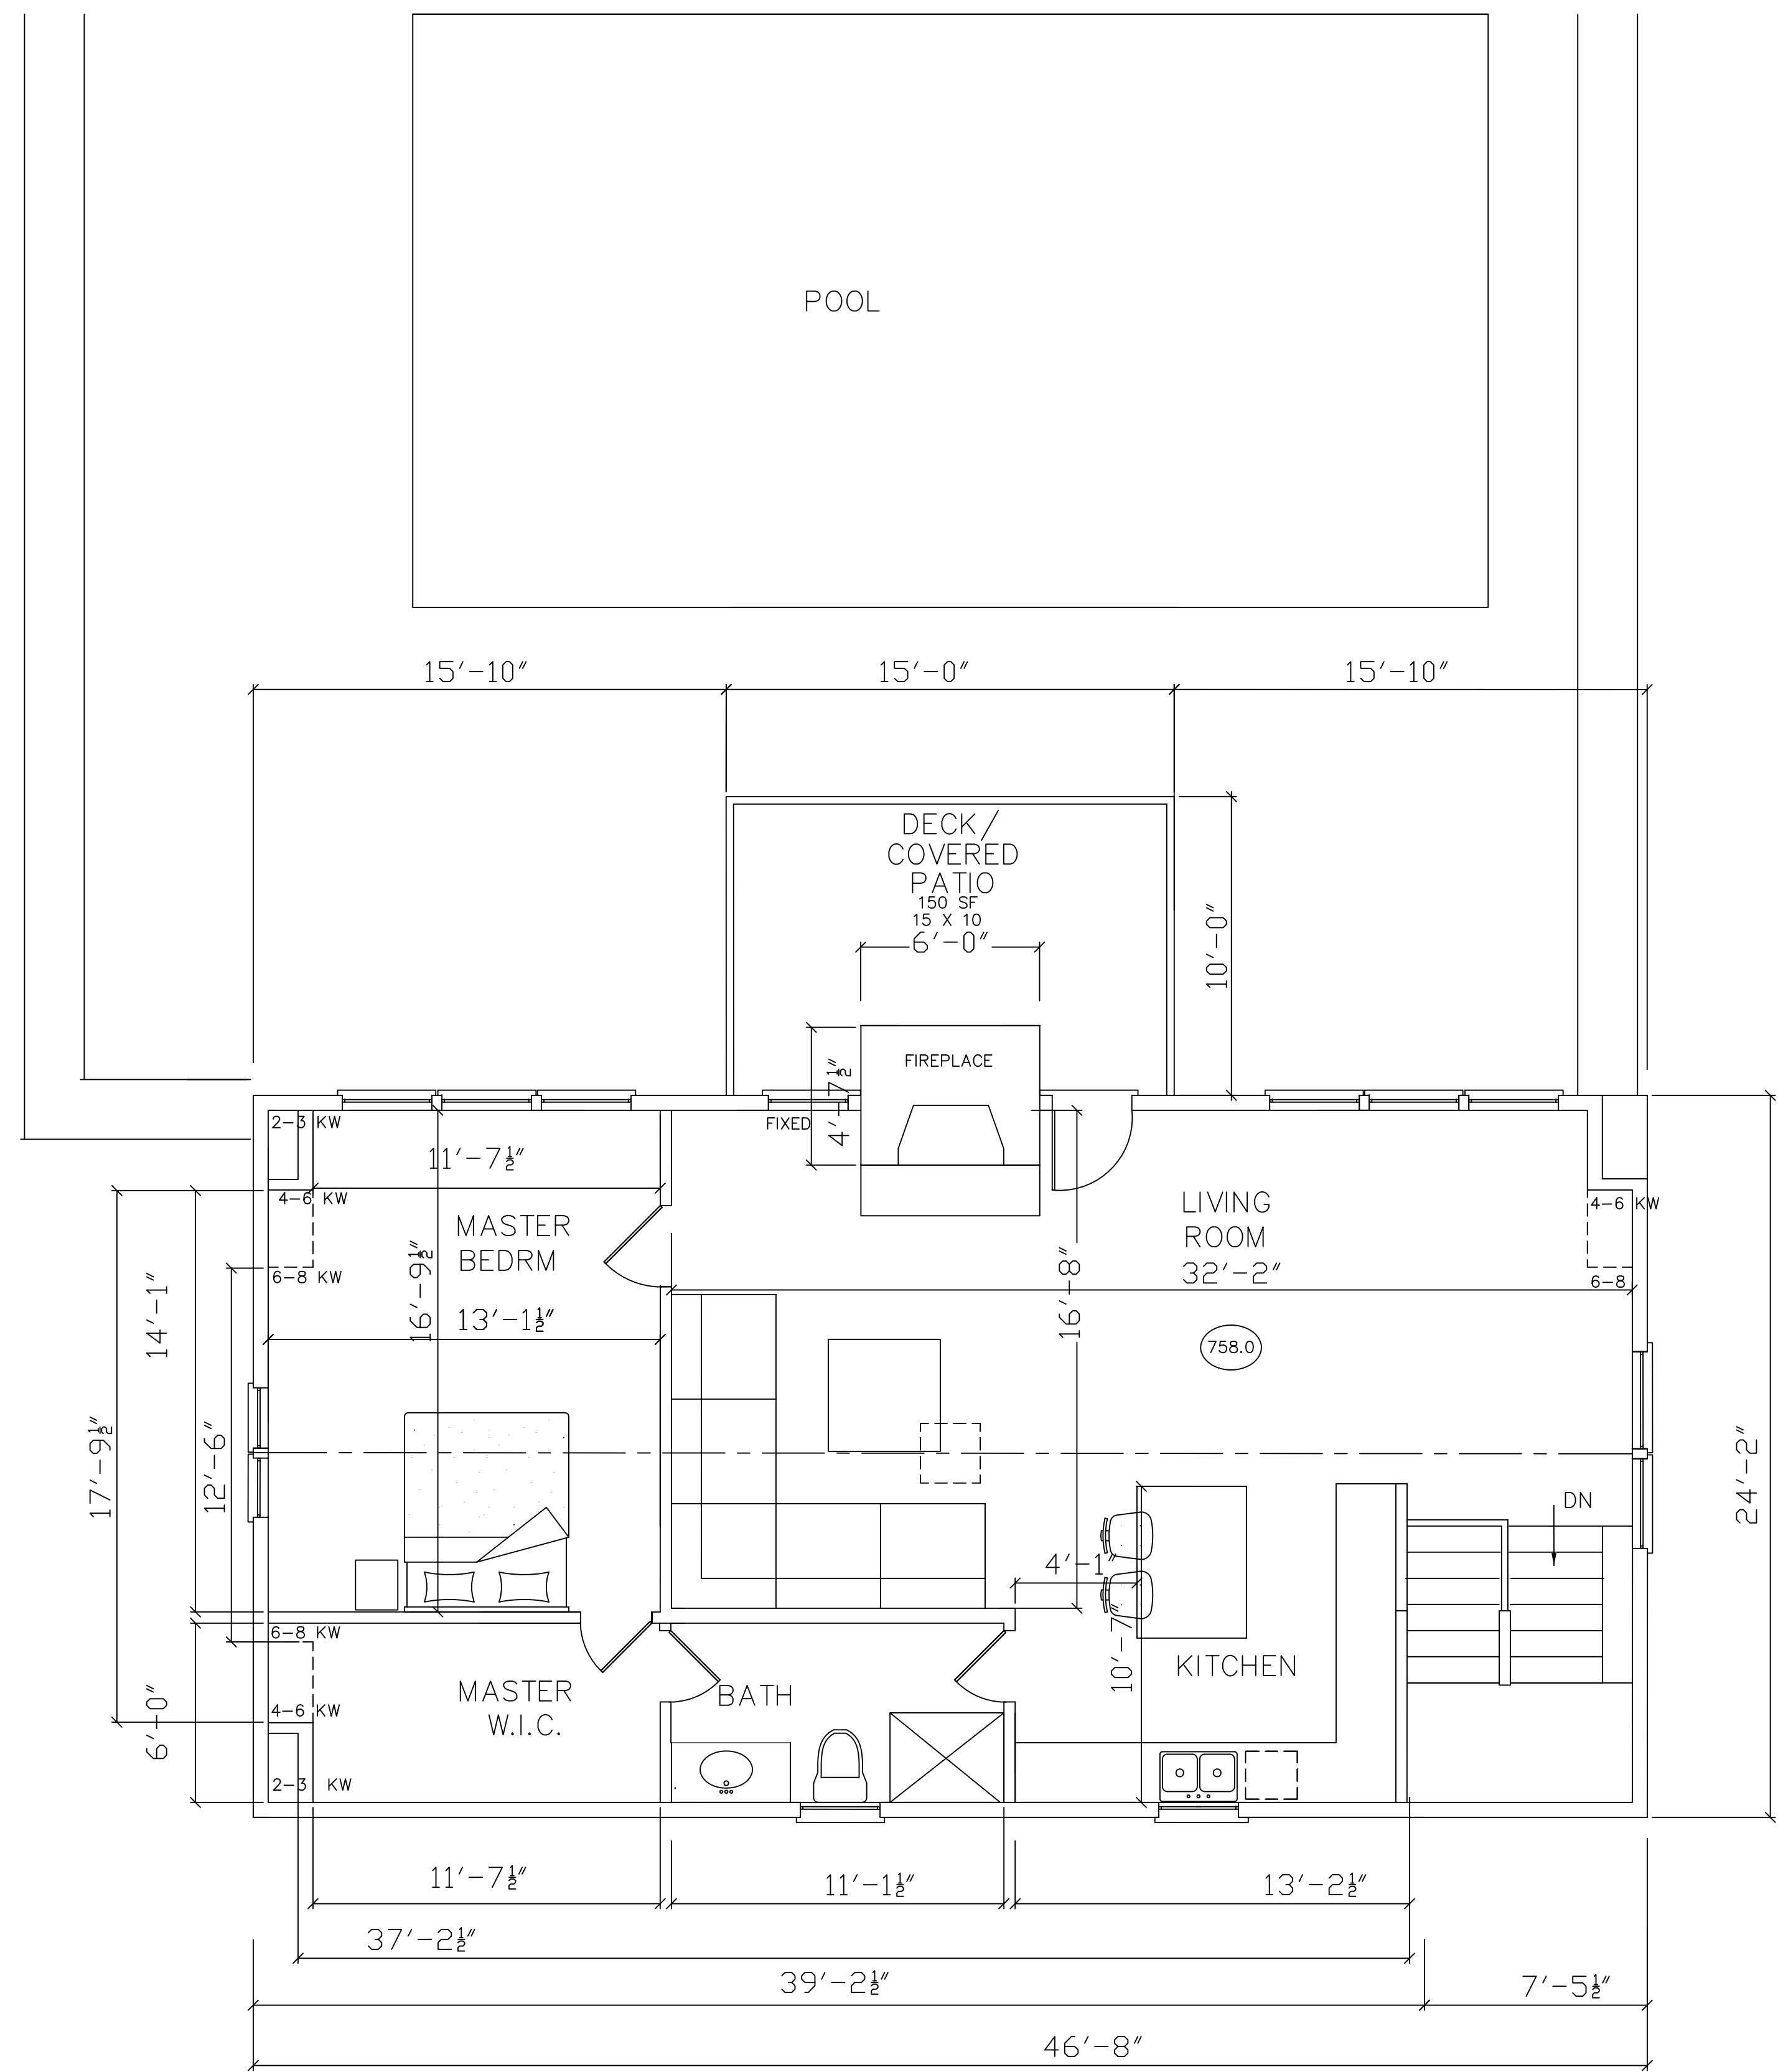 POOL
15'-10"
15'-0"
15'-10"
DECK/
COVERED
PATIO
150 SF
15 X 10
6'-0"
10'-0"
FIREPLACE
4'-7½"
FIXED
2-3 KW
11'-7½"
4-6 KW
MASTER
BEDRM
6-8 KW
16'-9½"
13'-1½"
LIVING
ROOM
32'-2"
4-6 KW
6-8
16'-8"
758.0
14'-1"
17'-9½"
12'-6"
24'-2"
DN
4'-1"
10'-7"
KITCHEN
6-8 KW
MASTER
W.I.C.
BATH
4-6 KW
6'-0"
2-3 KW
11'-7½"
11'-1½"
13'-2½"
37'-2½"
39'-2½"
7'-5½"
46'-8"